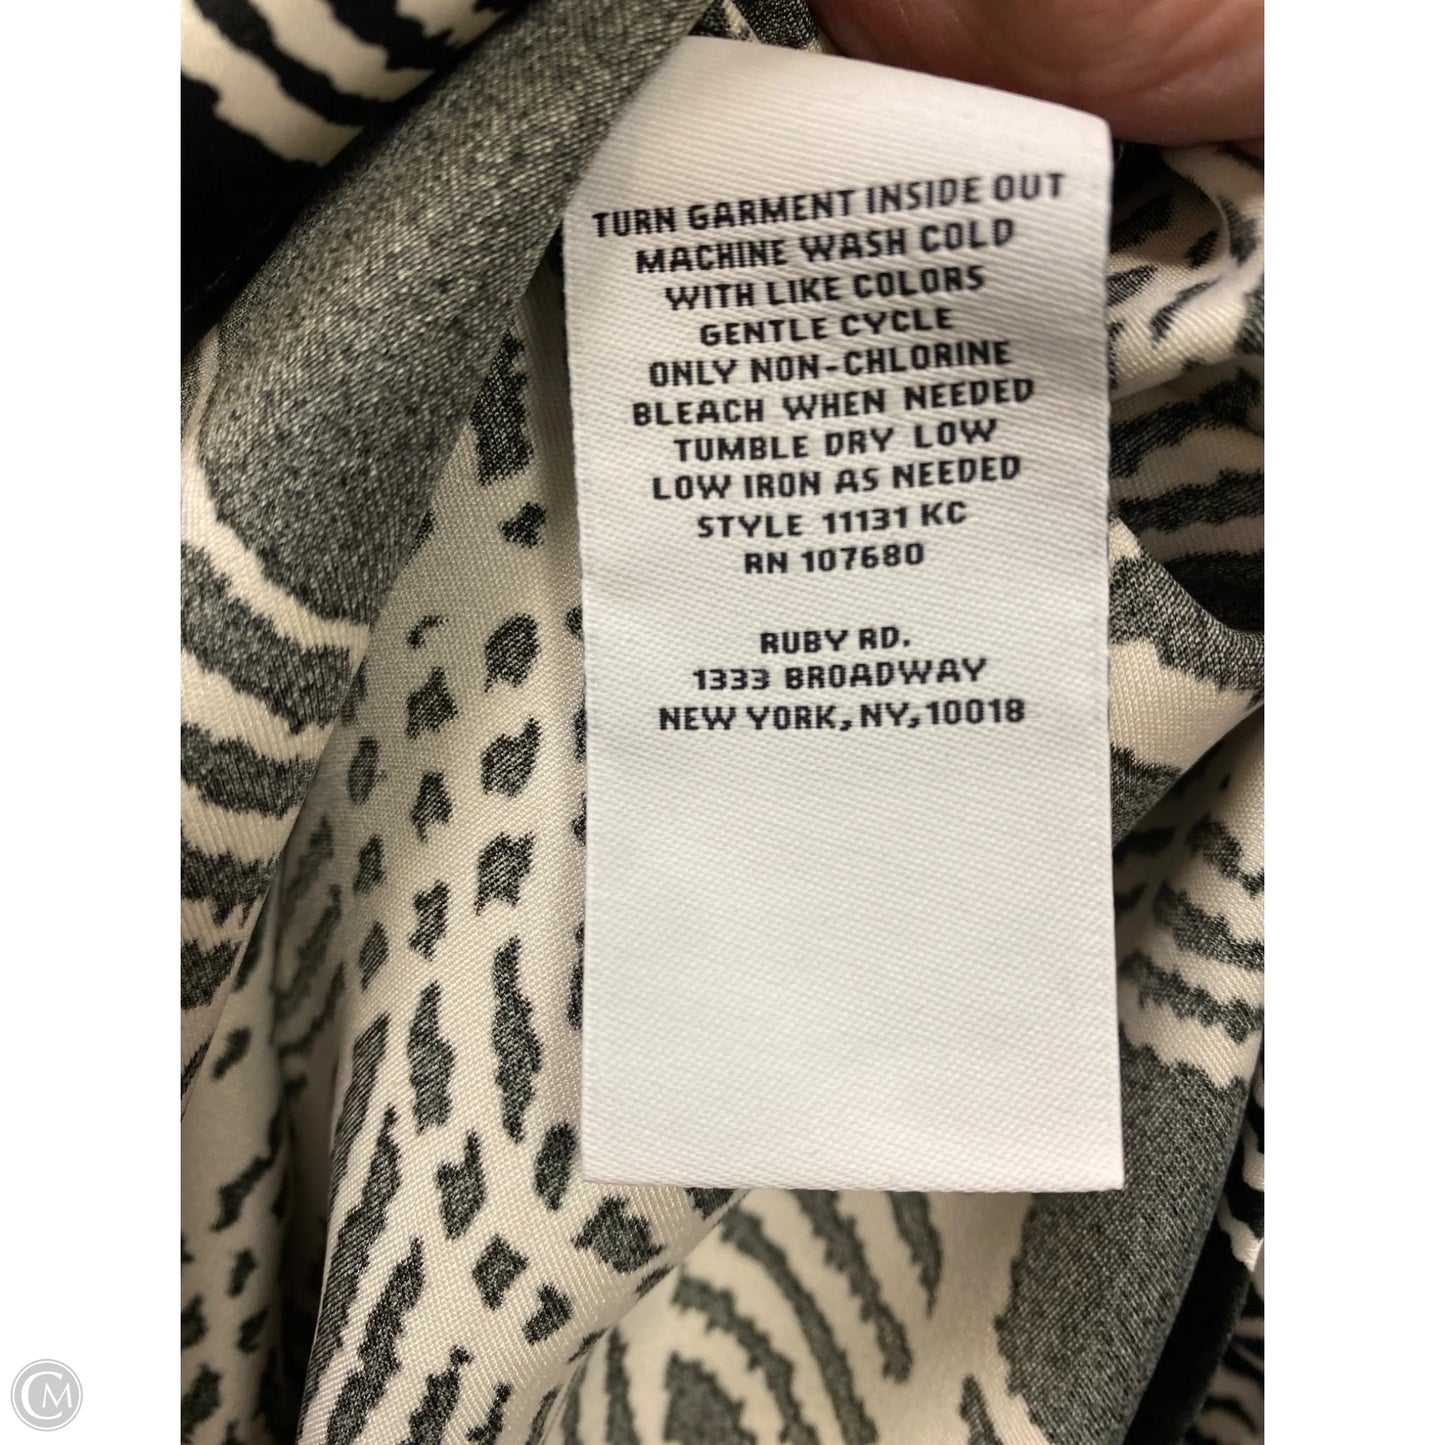 TURN GARMENT INSIDE OUT
MACHINE WASH COLD
WITH LIKE COLORS
GENTLE CYCLE
ONLY NON-CHLORINE
BLEACH WHEN NEEDED
TUMBLE DRY LOW
LOW IRON AS NEEDED
STYLE 11131 KC
RN 107680
RUBY RD.
1333 BROADWAY
NEW YORK, NY, 10018
CM